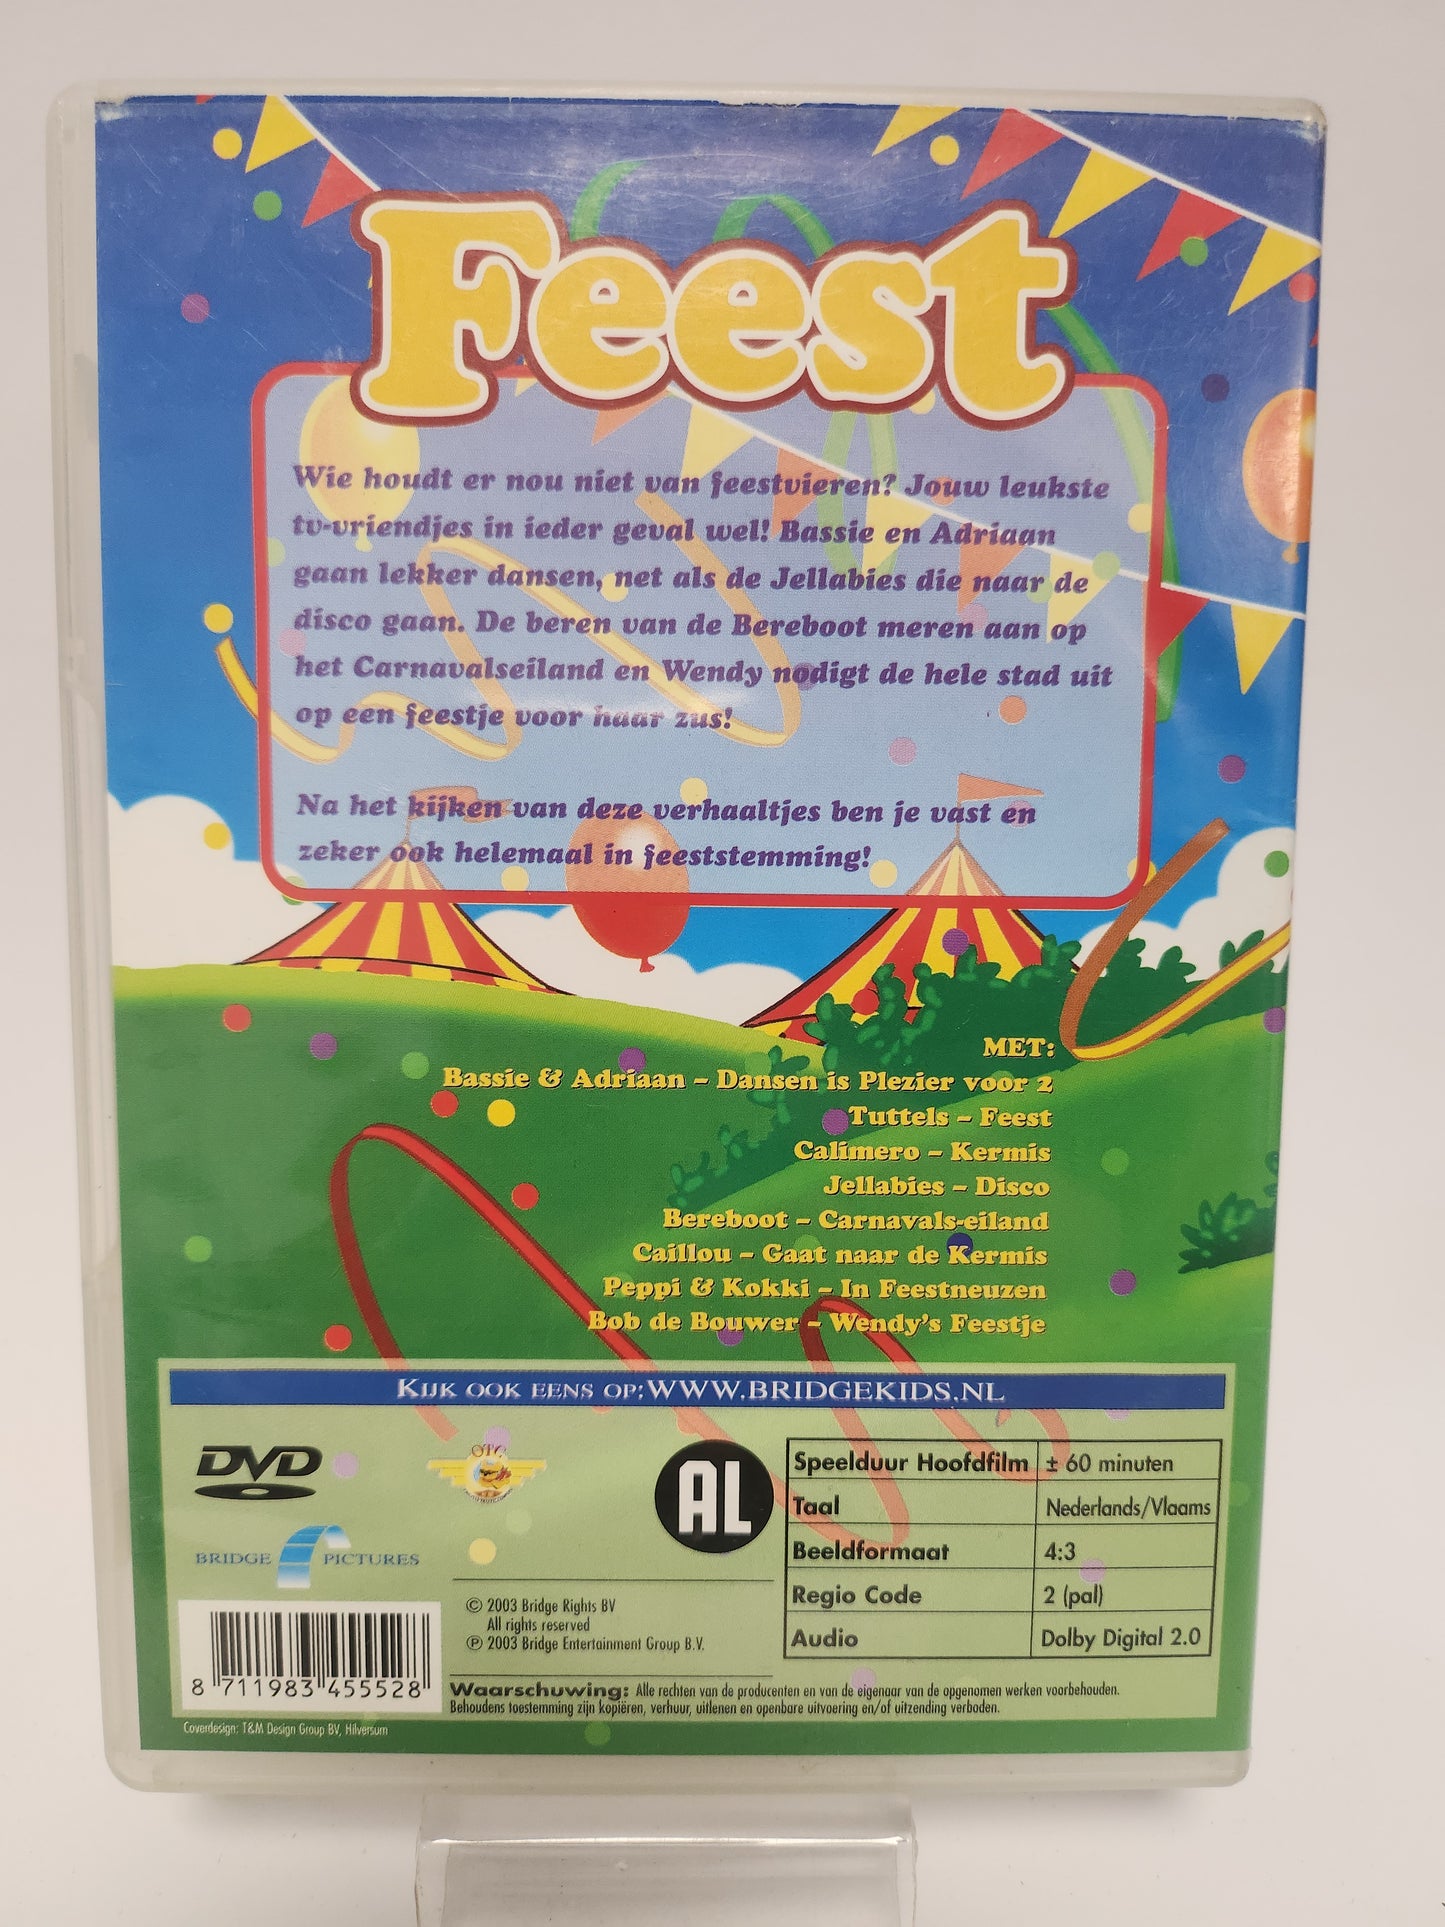 Feest
Wie houdt er nou niet van feestvieren? Jouw leukste
tv-vriendjes in ieder geval wel! Bassie en Adriaan
gaan lekker dansen, net als de Jellabies die naar de
disco gaan. De beren van de Bereboot meren aan op
het Carnavalseiland en Wendy nodigt de hele stad uit
op een feestje voor haar zus!
Na het kijken van deze verhaaltjes ben je vast en
zeker ook helemaal in feeststemming!
MET:
Bassie & Adriaan – Dansen is Plezier voor 2
Tuttels – Feest
Calimero – Kermis
Jellabies – Disco
Bereboot – Carnavals-eiland
Caillou – Gaat naar de Kermis
Peppi & Kokki – In Feestneuzen
Bob de Bouwer – Wendy's Feestje
KIJK OOK EENS OP:WWW.BRIDGEKIDS.NL
DVD
OTC
AL
BRIDGE PICTURES
Speelduur Hoofdfilm ± 60 minuten
Taal Nederlands/Vlaams
Beeldformaat 4:3
Regio Code 2 (pal)
Audio Dolby Digital 2.0
© 2003 Bridge Rights BV
All rights reserved
℗ 2003 Bridge Entertainment Group B.V.
8 711983 455528
Waarschuwing: Alle rechten van de producenten en van de eigenaar van de opgenomen werken voorbehouden.
Behoudens toestemming zijn kopiëren, verhuur, uitlenen en openbare uitvoering en/of uitzending verboden.
Coverdesign: T&M Design Group BV, Hilversum